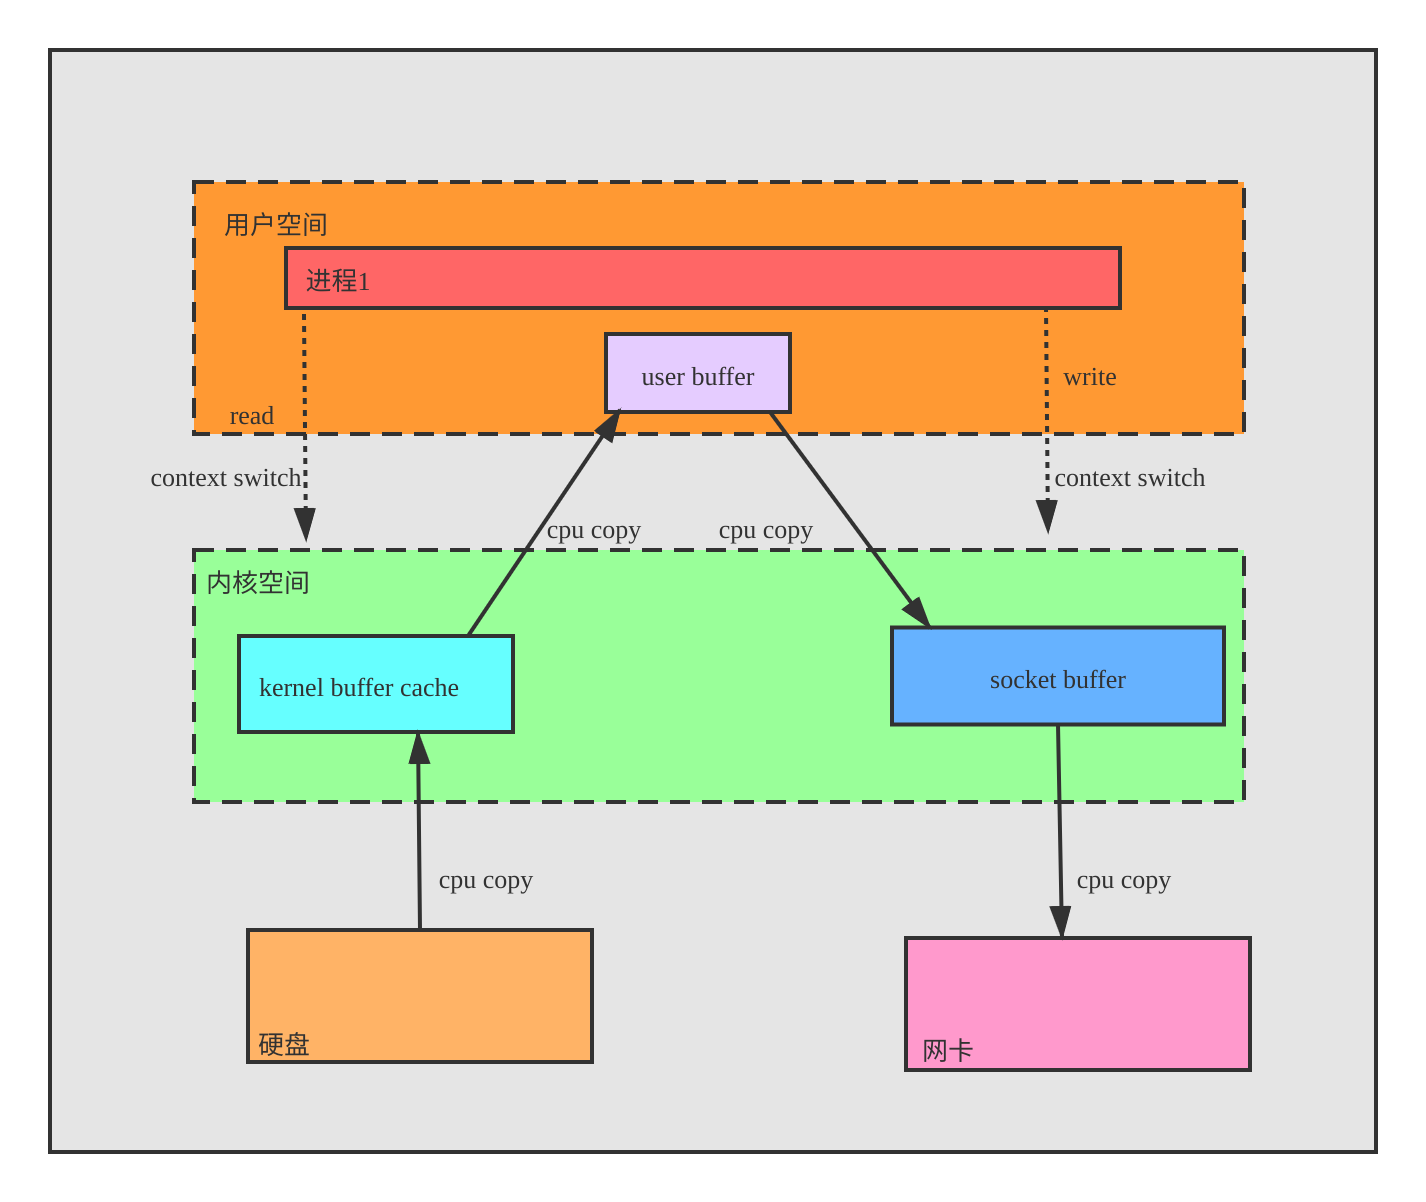 用户空间
进程1
user buffer
write
read
context switch
context switch
cpu copy
cpu copy
内核空间
kernel buffer cache
socket buffer
cpu copy
cpu copy
硬盘
网卡